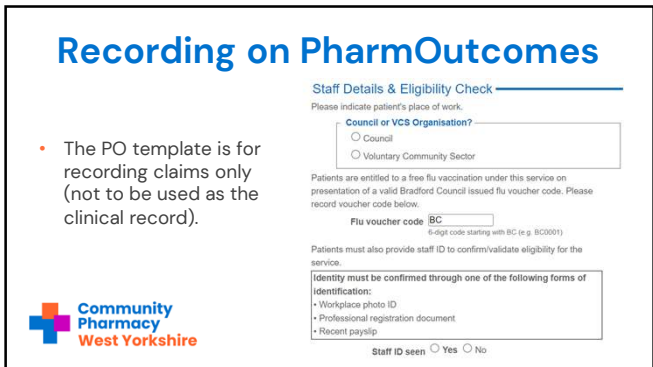 Recording on PharmOutcomes
• The PO template is for
recording claims only
(not to be used as the
clinical record).
Community
Pharmacy
West Yorkshire
Staff Details & Eligibility Check
Please indicate patient's place of work.
Council or VCS Organisation?
Council
Voluntary Community Sector
Patients are entitled to a free flu vaccination under this service on
presentation of a valid Bradford Council issued flu voucher code. Please
record voucher code below.
Flu voucher code BC
6-digit code starting with BC (e.g. BC0001)
Patients must also provide staff ID to confirm/validate eligibility for the
service.
Identity must be confirmed through one of the following forms of
identification:
• Workplace photo ID
• Professional registration document
• Recent payslip
Staff ID seen Yes No